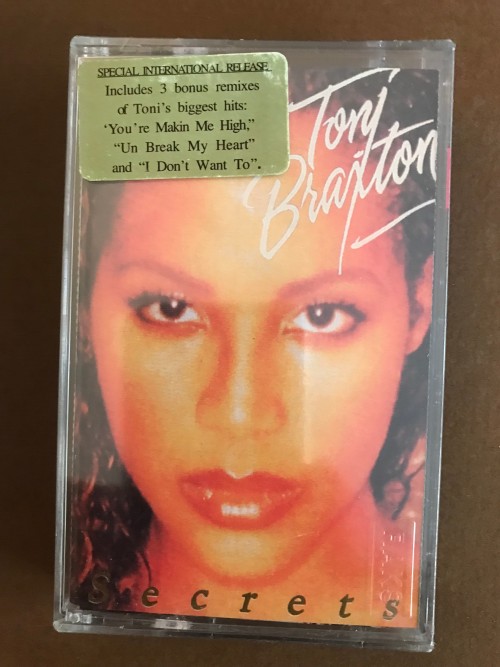 SPECIAL INTERNATIONAL RELEASE
Includes 3 bonus remixes
of Toni's biggest hits:
'You're Makin Me High,"
"Un Break My Heart"
and "I Don't Want To".
Toni
Braxton
Secrets